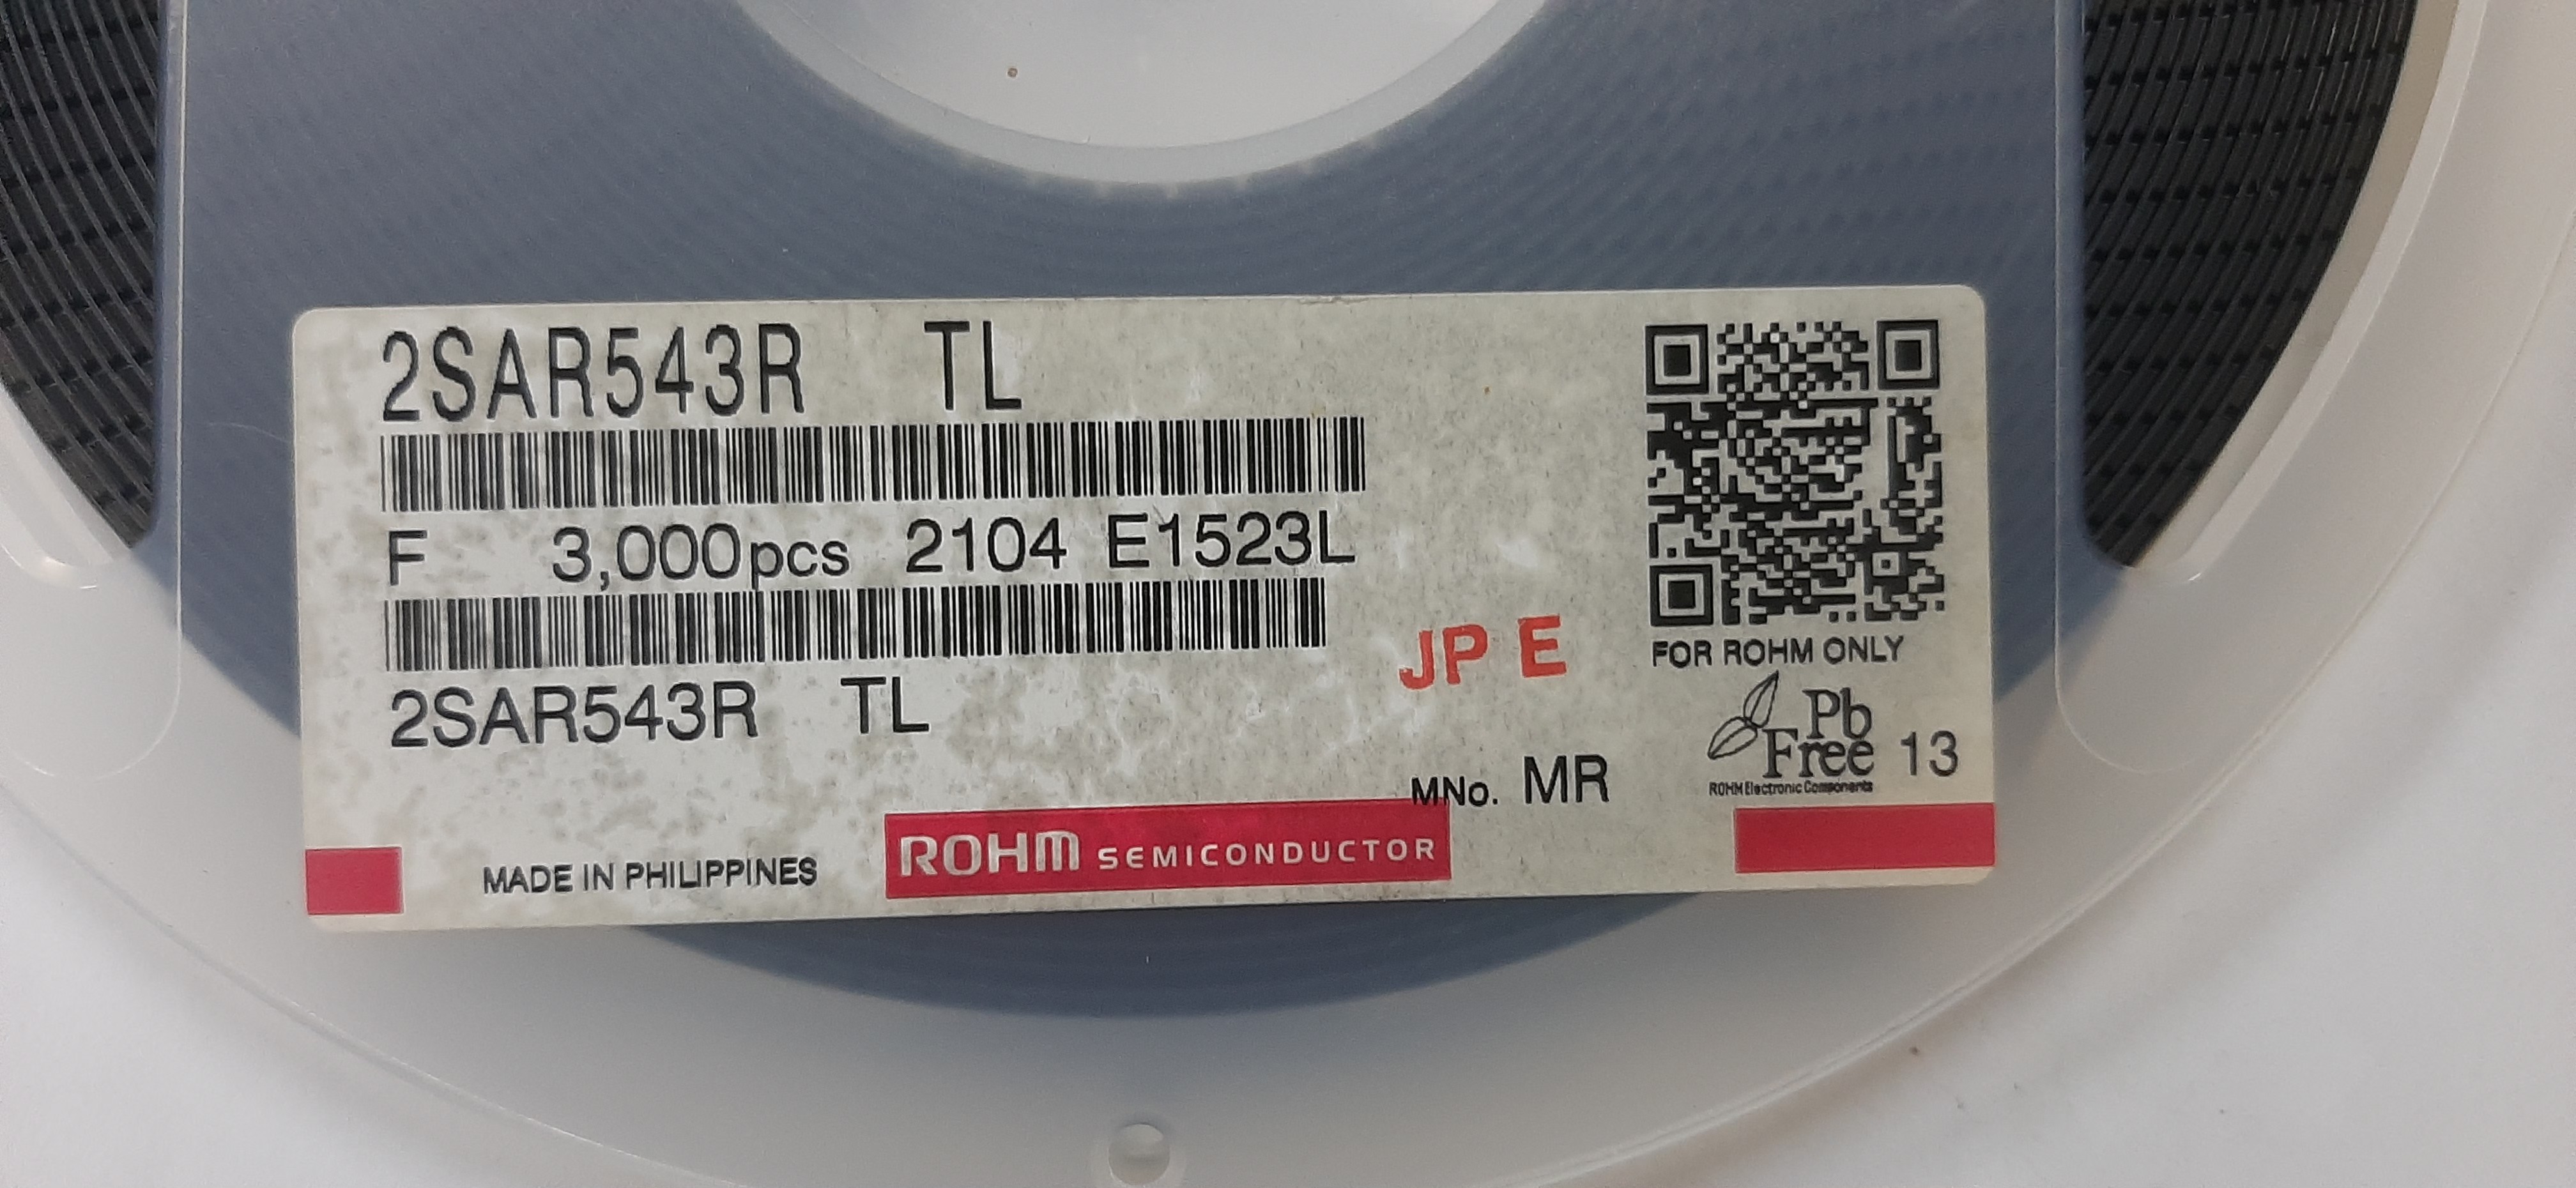 2SAR543R TL
F 3,000pcs 2104 E1523L
2SAR543R TL
JP E
FOR ROHM ONLY
Pb
Free 13
ROHM Electronic Components
MNo. MR
MADE IN PHILIPPINES
ROHM SEMICONDUCTOR